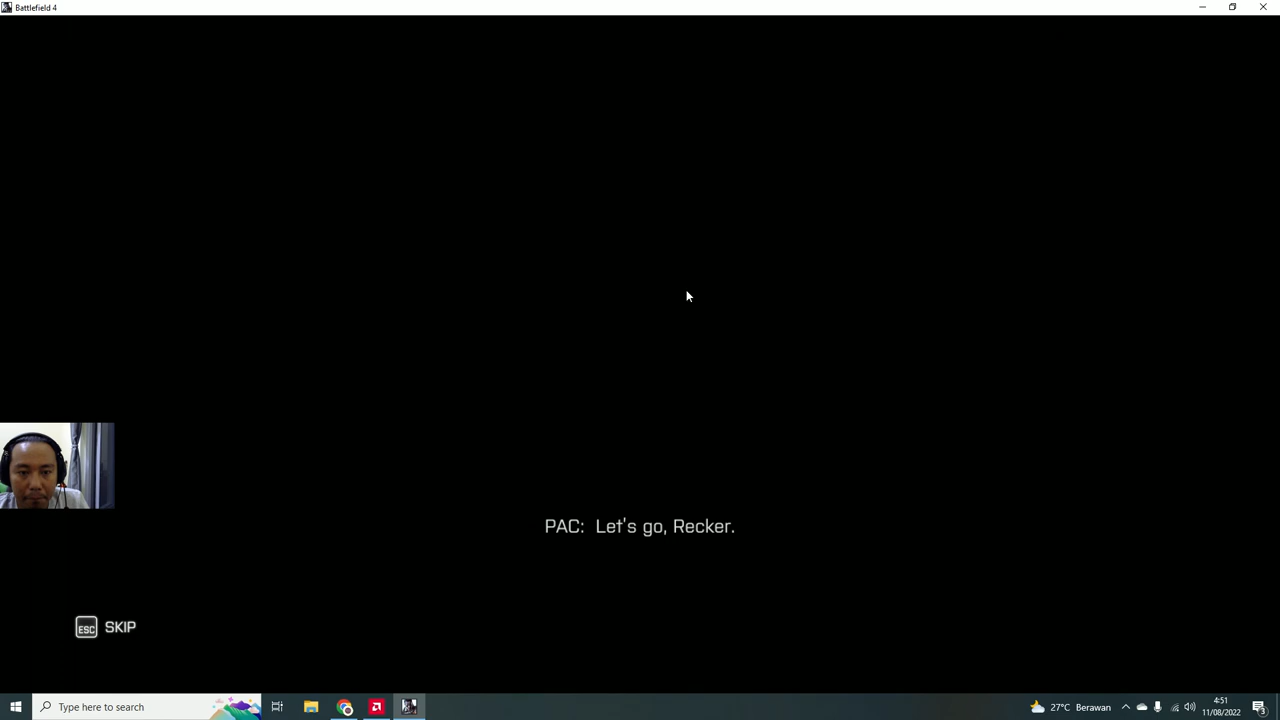 Battlefield 4
PAC: Let's go, Recker.
ESC SKIP
Type here to search
27°C Berawan
4:51
11/08/2022
3